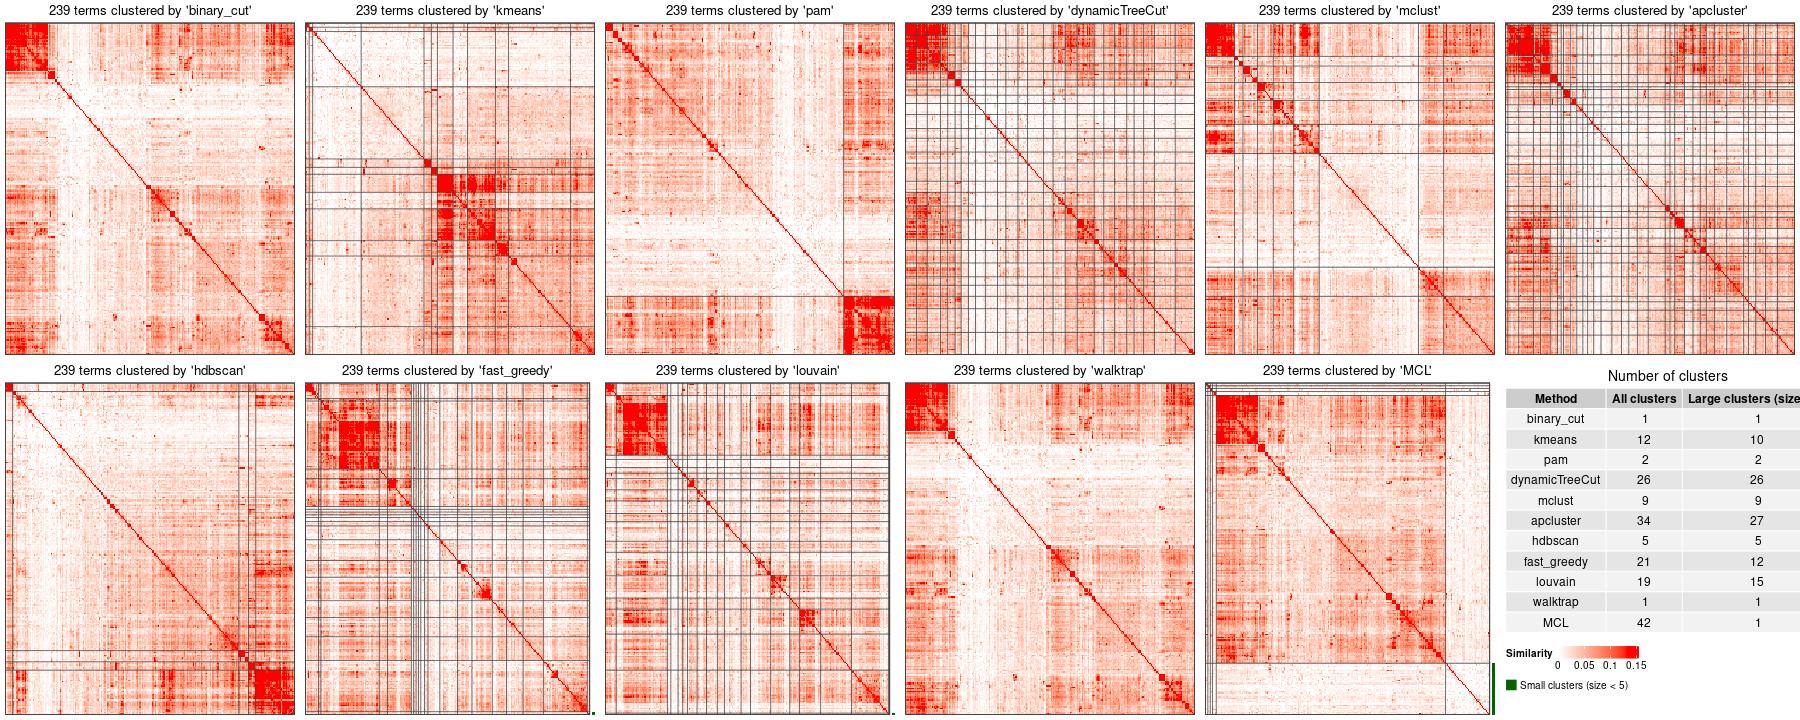 239 terms clustered by 'binary_cut'
239 terms clustered by 'kmeans'
239 terms clustered by 'pam'
239 terms clustered by 'dynamicTreeCut'
239 terms clustered by 'mclust'
239 terms clustered by 'apcluster'
239 terms clustered by 'hdbscan'
239 terms clustered by 'fast_greedy'
239 terms clustered by 'louvain'
239 terms clustered by 'walktrap'
239 terms clustered by 'MCL'
Number of clusters
Method All clusters Large clusters (size
binary_cut 1 1
kmeans 12 10
pam 2 2
dynamicTreeCut 26 26
mclust 9 9
apcluster 34 27
hdbscan 5 5
fast_greedy 21 12
louvain 19 15
walktrap 1 1
MCL 42 1
Similarity
0 0.05 0.1 0.15
Small clusters (size < 5)